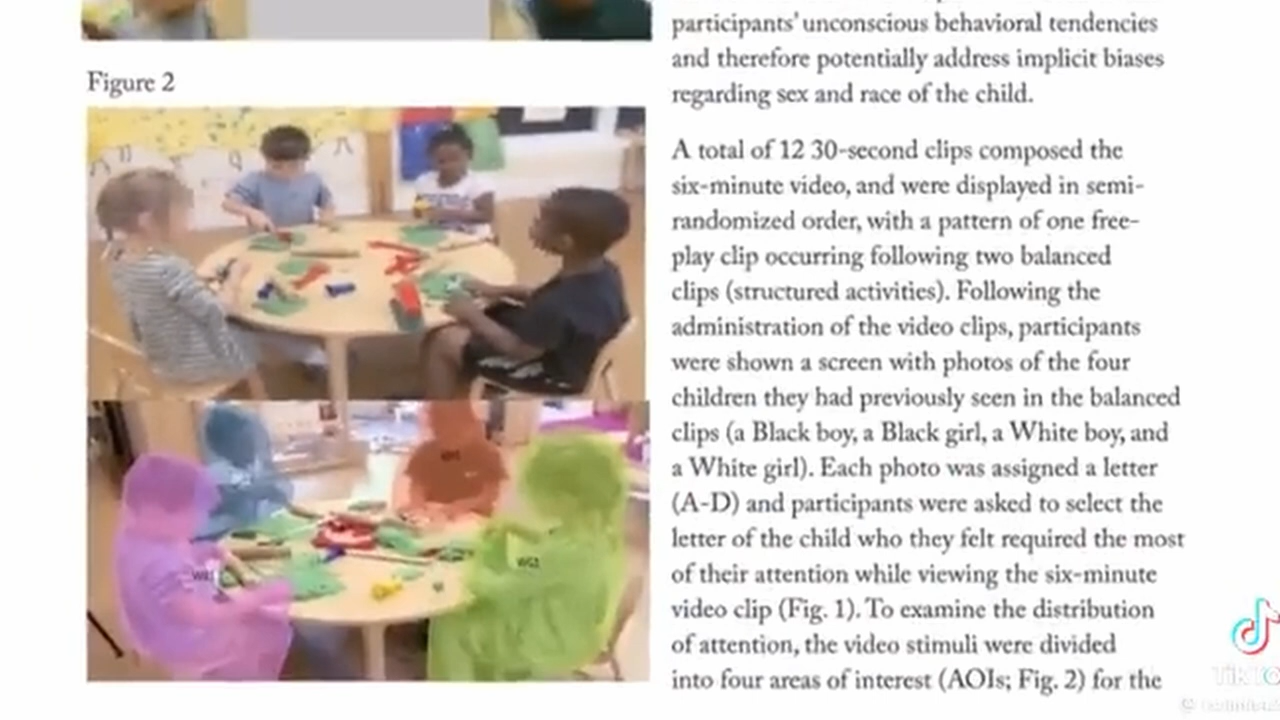 Figure 2
participants' unconscious behavioral tendencies
and therefore potentially address implicit biases
regarding sex and race of the child.
A total of 12 30-second clips composed the
six-minute video, and were displayed in semi-
randomized order, with a pattern of one free-
play clip occurring following two balanced
clips (structured activities). Following the
administration of the video clips, participants
were shown a screen with photos of the four
children they had previously seen in the balanced
clips (a Black boy, a Black girl, a White boy, and
a White girl). Each photo was assigned a letter
(A-D) and participants were asked to select the
letter of the child who they felt required the most
of their attention while viewing the six-minute
video clip (Fig. 1). To examine the distribution
of attention, the video stimuli were divided
into four areas of interest (AOIs; Fig. 2) for the